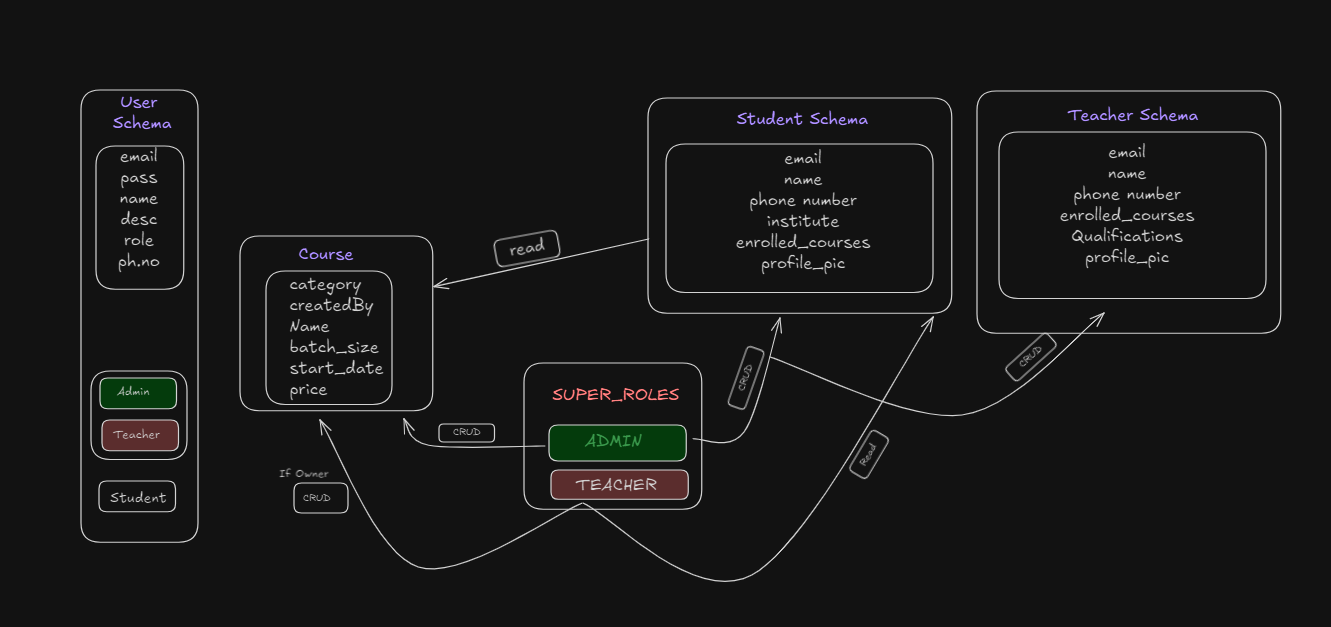 User
Schema
email
pass
name
desc
role
ph.no
Admin
Teacher
Student
Course
category
createdBy
Name
batch_size
start_date
price
read
Student Schema
email
name
phone number
institute
enrolled_courses
profile_pic
Teacher Schema
email
name
phone number
enrolled_courses
Qualifications
profile_pic
SUPER_ROLES
ADMIN
TEACHER
CRUD
CRUD
CRUD
Read
If Owner
CRUD